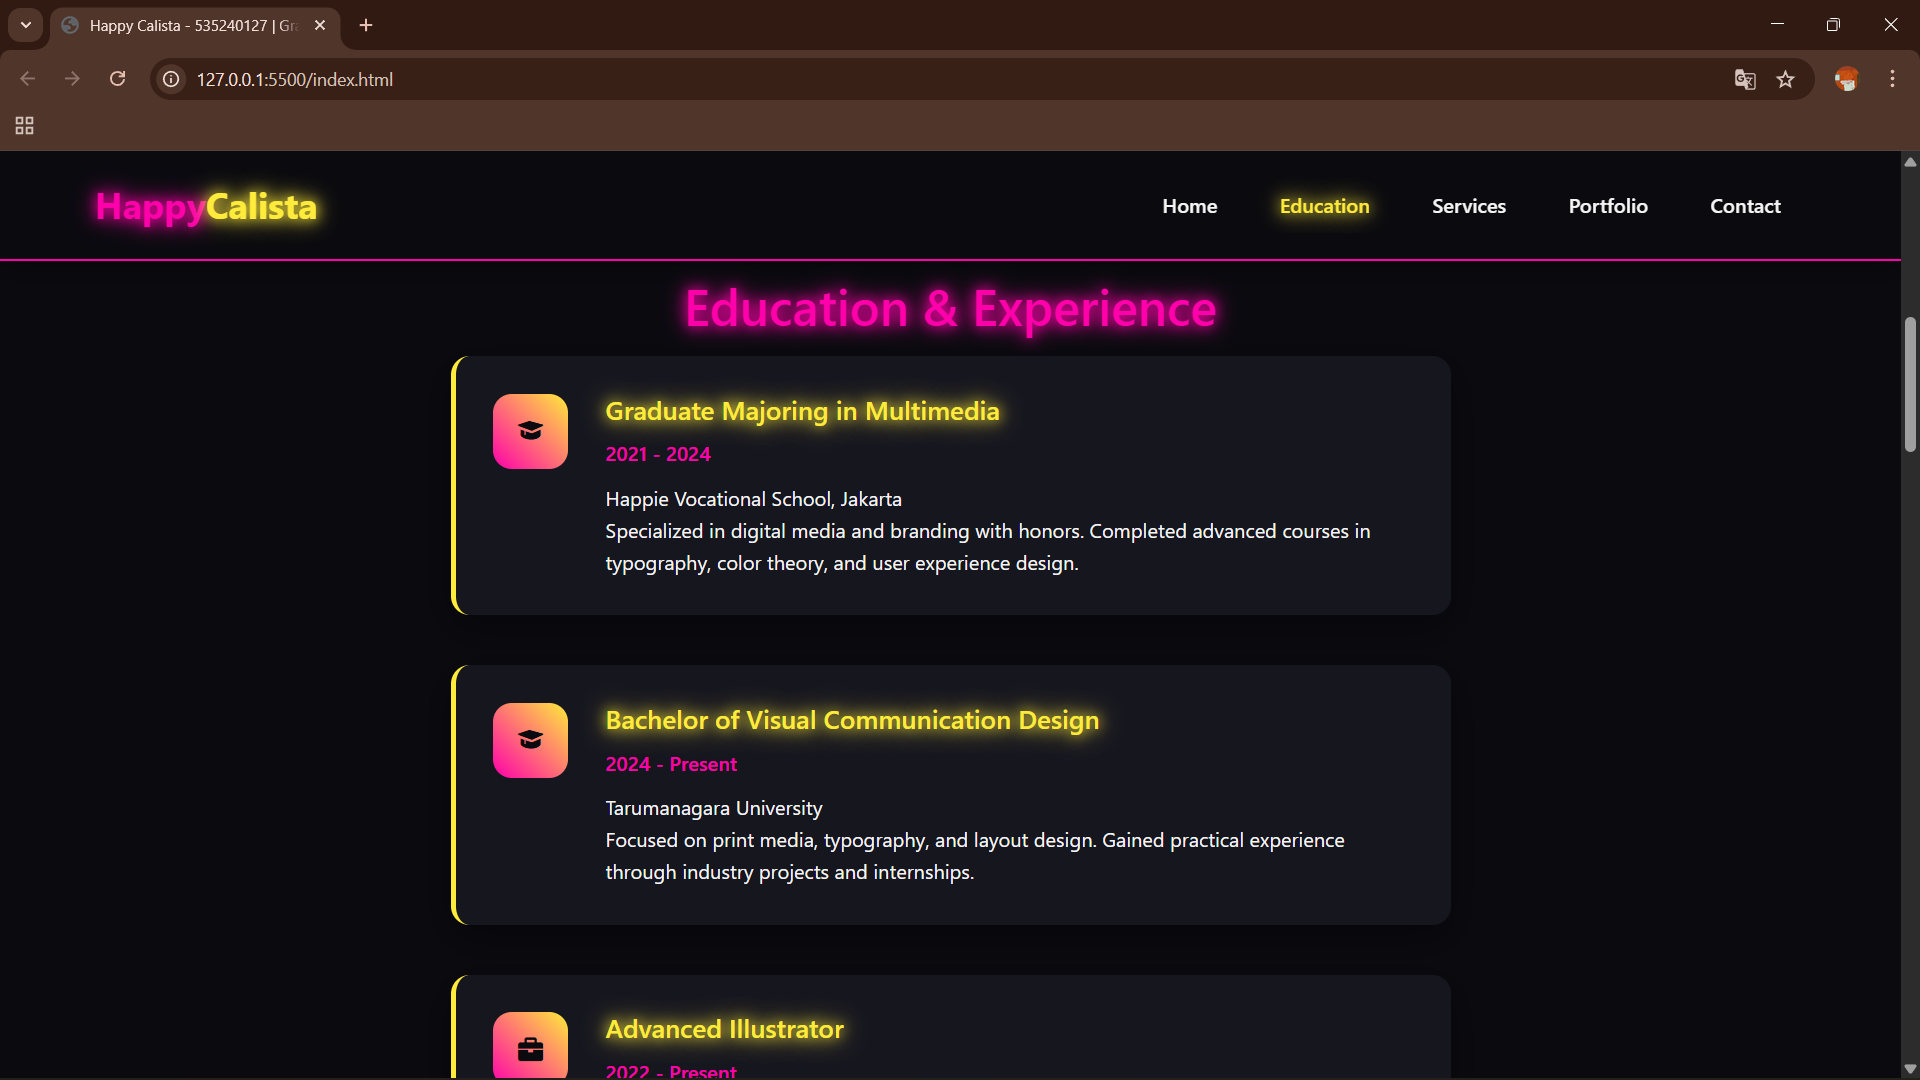 Happy Calista - 535240127 | Gr
127.0.0.1:5500/index.html
HappyCalista
Home Education Services Portfolio Contact
Education & Experience
Graduate Majoring in Multimedia
2021 - 2024
Happie Vocational School, Jakarta
Specialized in digital media and branding with honors. Completed advanced courses in
typography, color theory, and user experience design.
Bachelor of Visual Communication Design
2024 - Present
Tarumanagara University
Focused on print media, typography, and layout design. Gained practical experience
through industry projects and internships.
Advanced Illustrator
2022 - Present